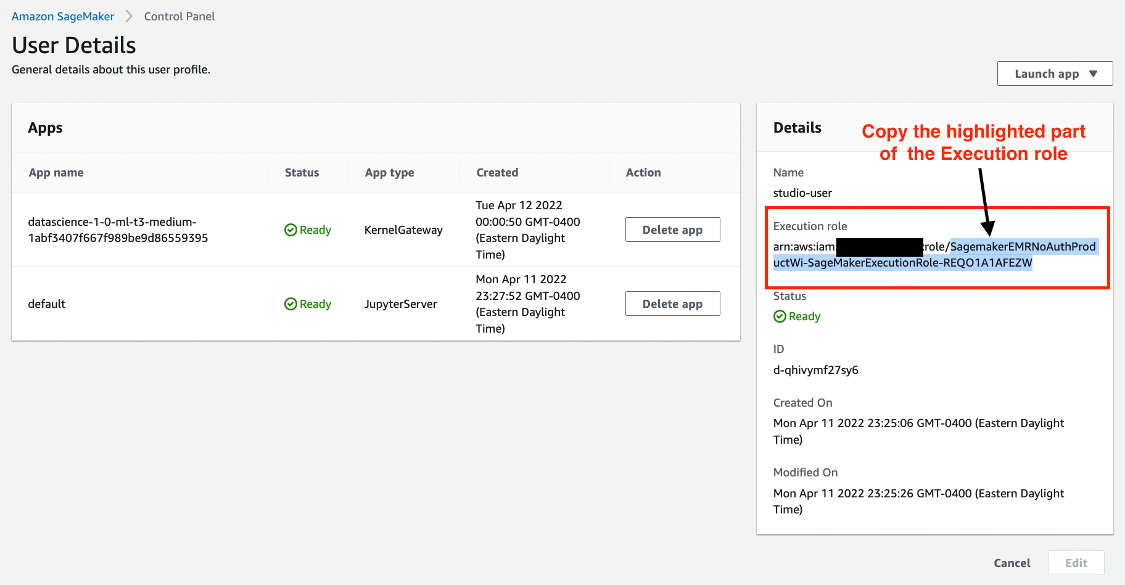 Amazon SageMaker > Control Panel
User Details
General details about this user profile.
Launch app ▼
Apps
App name Status App type Created Action
datascience-1-0-ml-t3-medium-
1abf3407f667f989be9d86559395
Ready
KernelGateway
Tue Apr 12 2022
00:00:50 GMT-0400
(Eastern Daylight
Time)
Delete app
default
Ready
JupyterServer
Mon Apr 11 2022
23:27:52 GMT-0400
(Eastern Daylight
Time)
Delete app
Details
Copy the highlighted part
of the Execution role
Name
studio-user
Execution role
arn:aws:iam: :role/SagemakerEMRNoAuthProd
uctWi-SageMakerExecutionRole-REQO1A1AFEZW
Status
Ready
ID
d-qhivymf27sy6
Created On
Mon Apr 11 2022 23:25:06 GMT-0400 (Eastern Daylight
Time)
Modified On
Mon Apr 11 2022 23:25:26 GMT-0400 (Eastern Daylight
Time)
Cancel
Edit